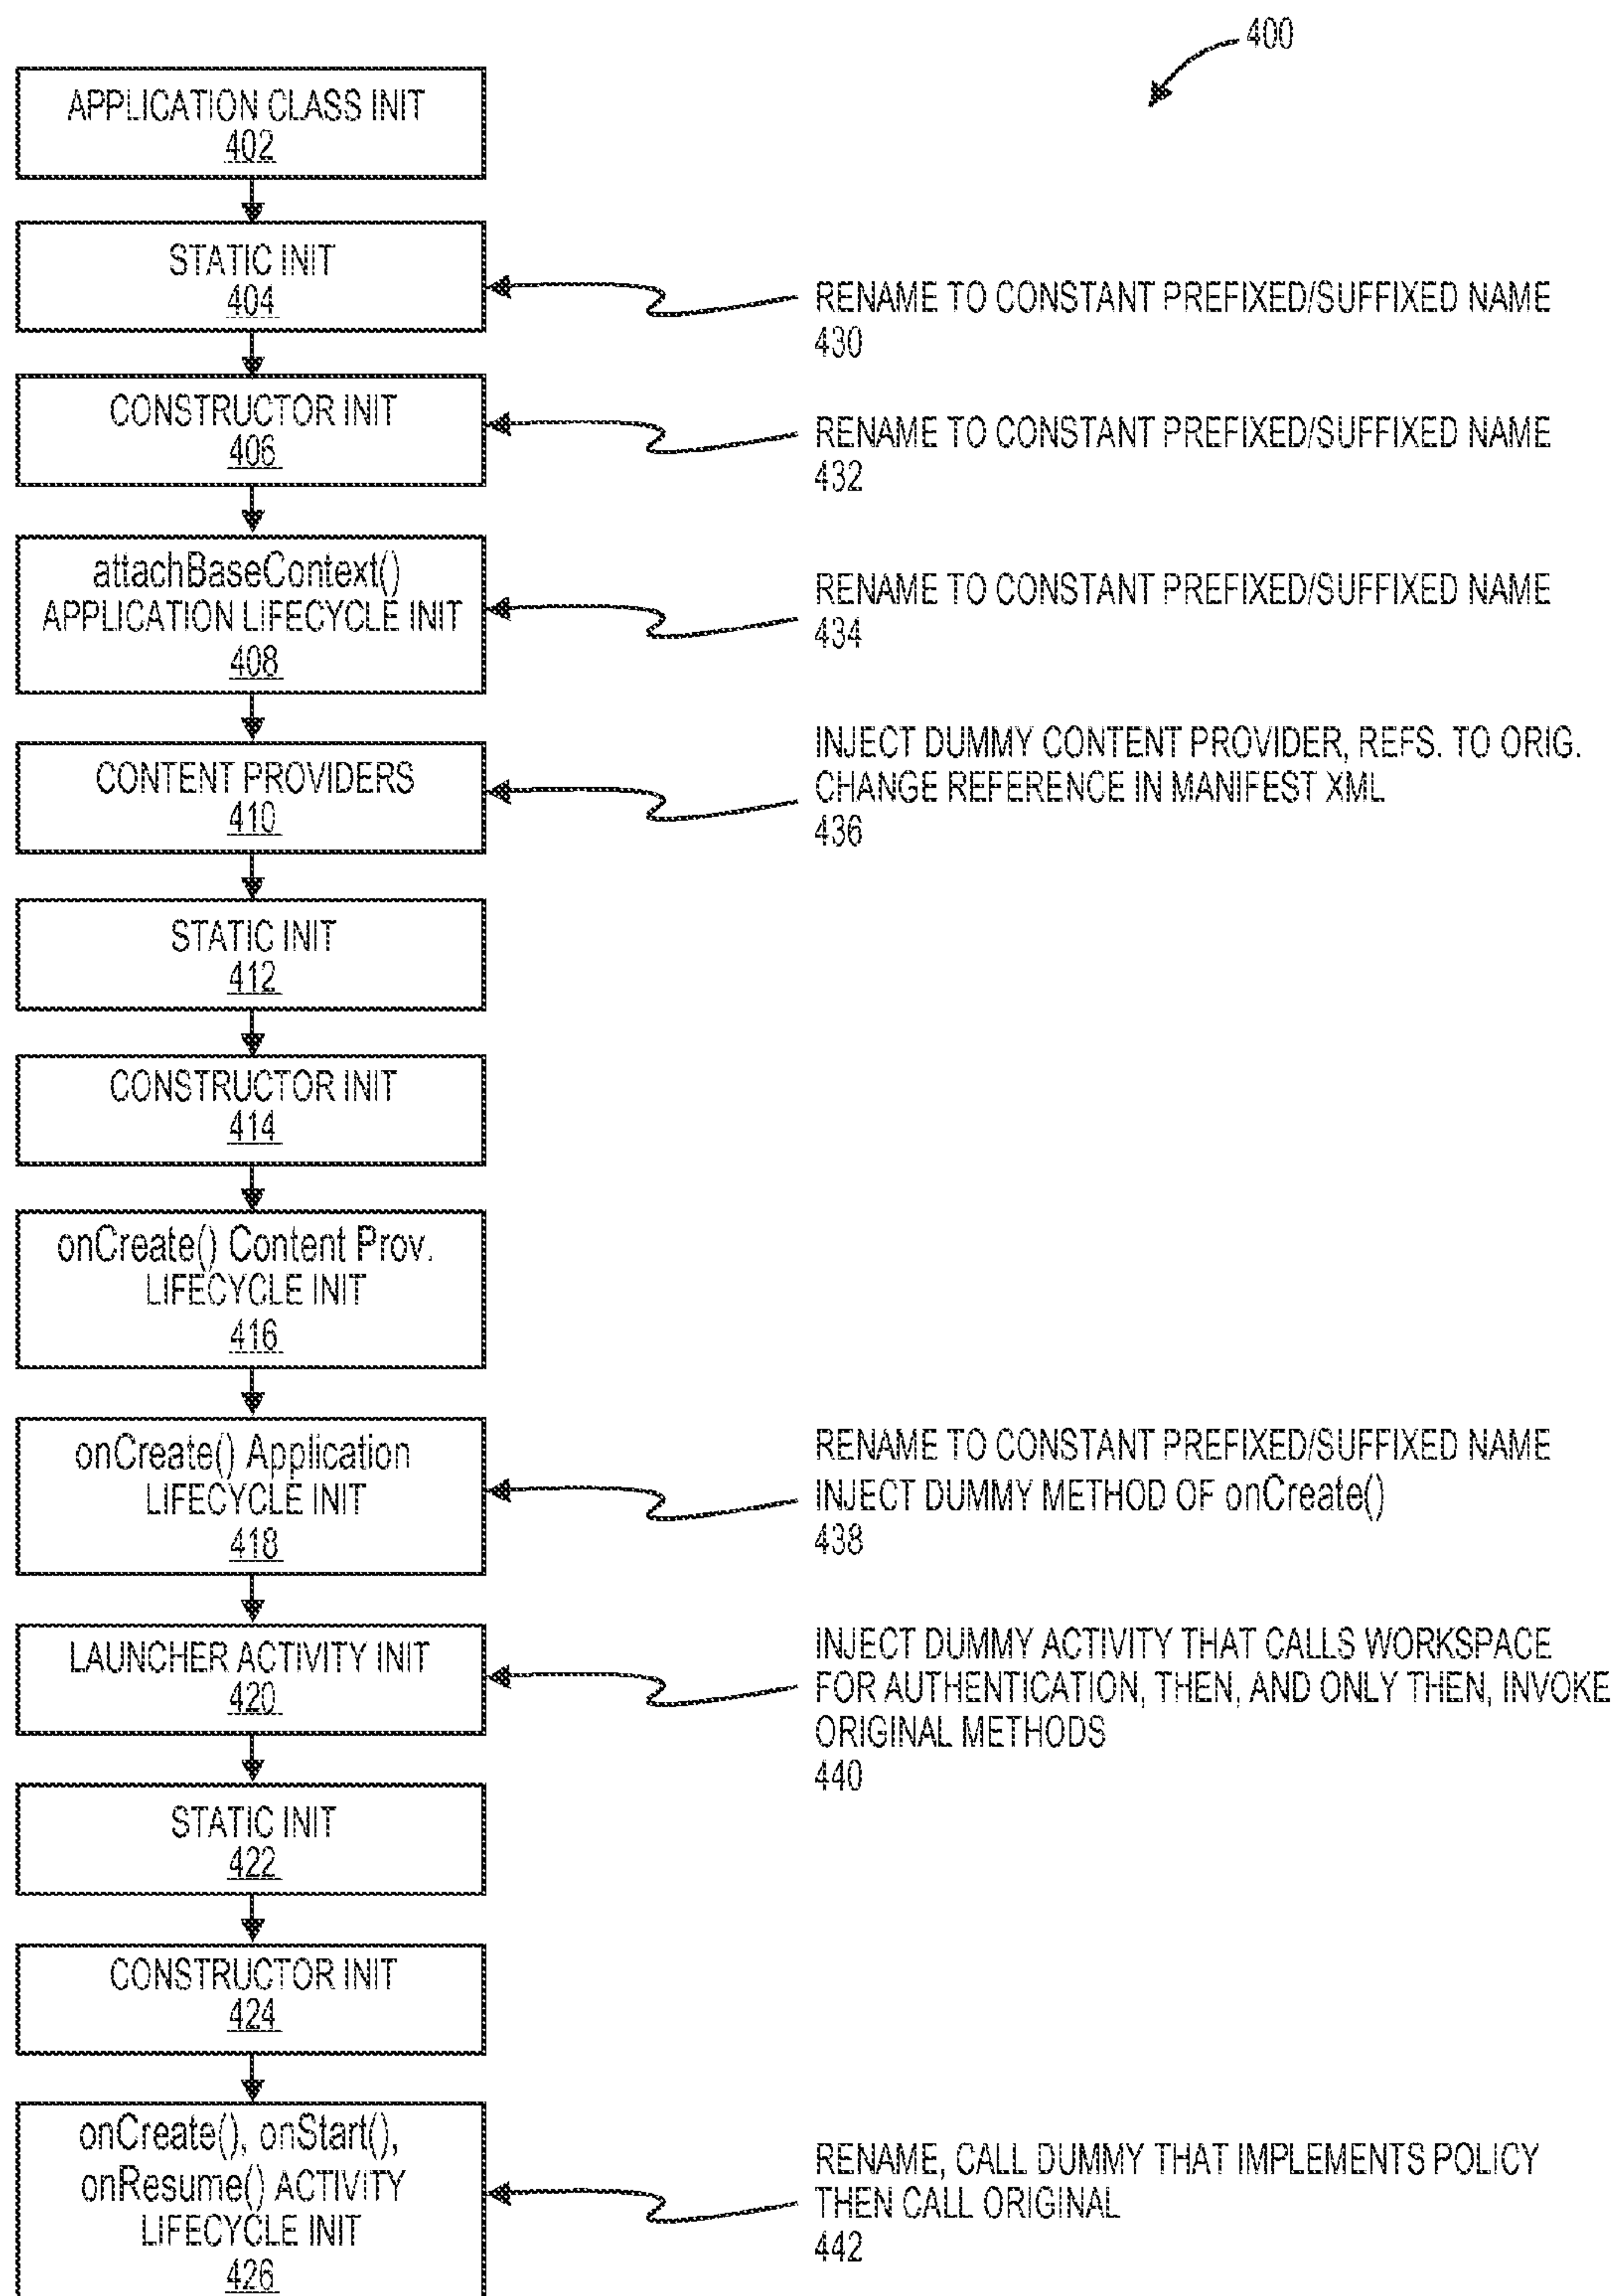 400
APPLICATION CLASS INIT
402
STATIC INIT
404
RENAME TO CONSTANT PREFIXED/SUFFIXED NAME
430
CONSTRUCTOR INIT
406
RENAME TO CONSTANT PREFIXED/SUFFIXED NAME
432
attachBaseContext()
APPLICATION LIFECYCLE INIT
408
RENAME TO CONSTANT PREFIXED/SUFFIXED NAME
434
CONTENT PROVIDERS
410
INJECT DUMMY CONTENT PROVIDER, REFS. TO ORIG.
CHANGE REFERENCE IN MANIFEST XML
436
STATIC INIT
412
CONSTRUCTOR INIT
414
onCreate() Content Prov.
LIFECYCLE INIT
416
onCreate() Application
LIFECYCLE INIT
418
RENAME TO CONSTANT PREFIXED/SUFFIXED NAME
INJECT DUMMY METHOD OF onCreate()
438
LAUNCHER ACTIVITY INIT
420
INJECT DUMMY ACTIVITY THAT CALLS WORKSPACE
FOR AUTHENTICATION, THEN, AND ONLY THEN, INVOKE
ORIGINAL METHODS
440
STATIC INIT
422
CONSTRUCTOR INIT
424
onCreate(), onStart(),
onResume() ACTIVITY
LIFECYCLE INIT
426
RENAME, CALL DUMMY THAT IMPLEMENTS POLICY
THEN CALL ORIGINAL
442